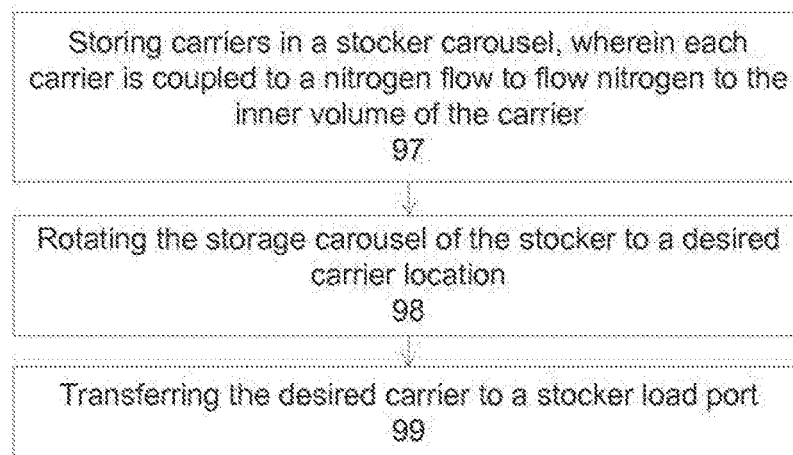 Storing carriers in a stocker carousel, wherein each
carrier is coupled to a nitrogen flow to flow nitrogen to the
inner volume of the carrier
97
Rotating the storage carousel of the stocker to a desired
carrier location
98
Transferring the desired carrier to a stocker load port
99